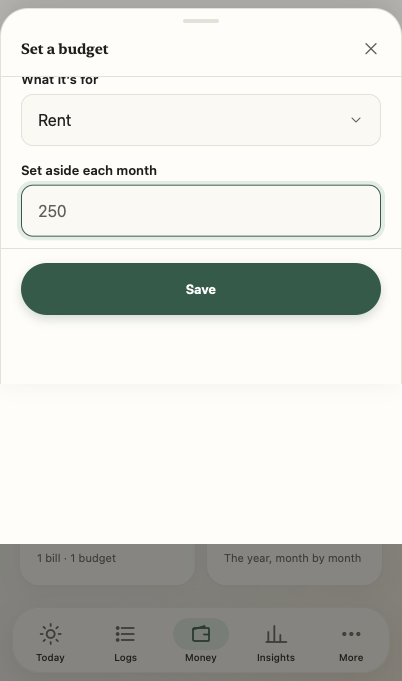 Set a budget
What it's for
Rent
Set aside each month
250
Save
1 bill · 1 budget
The year, month by month
Today
Logs
Money
Insights
More